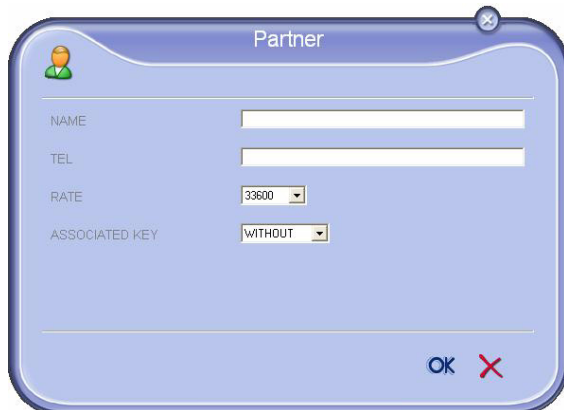 Partner
NAME
TEL
RATE 33600
ASSOCIATED KEY WITHOUT
OK